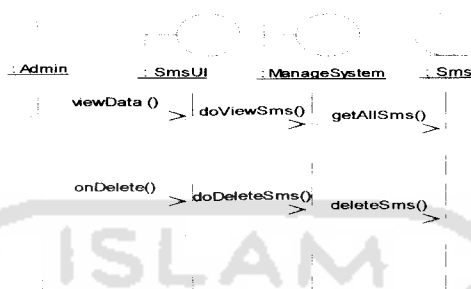 : Admin
: SmsUI
: ManageSystem
: Sms
viewData ()
doViewSms()
getAllSms()
onDelete()
doDeleteSms()
deleteSms()
ISLAM